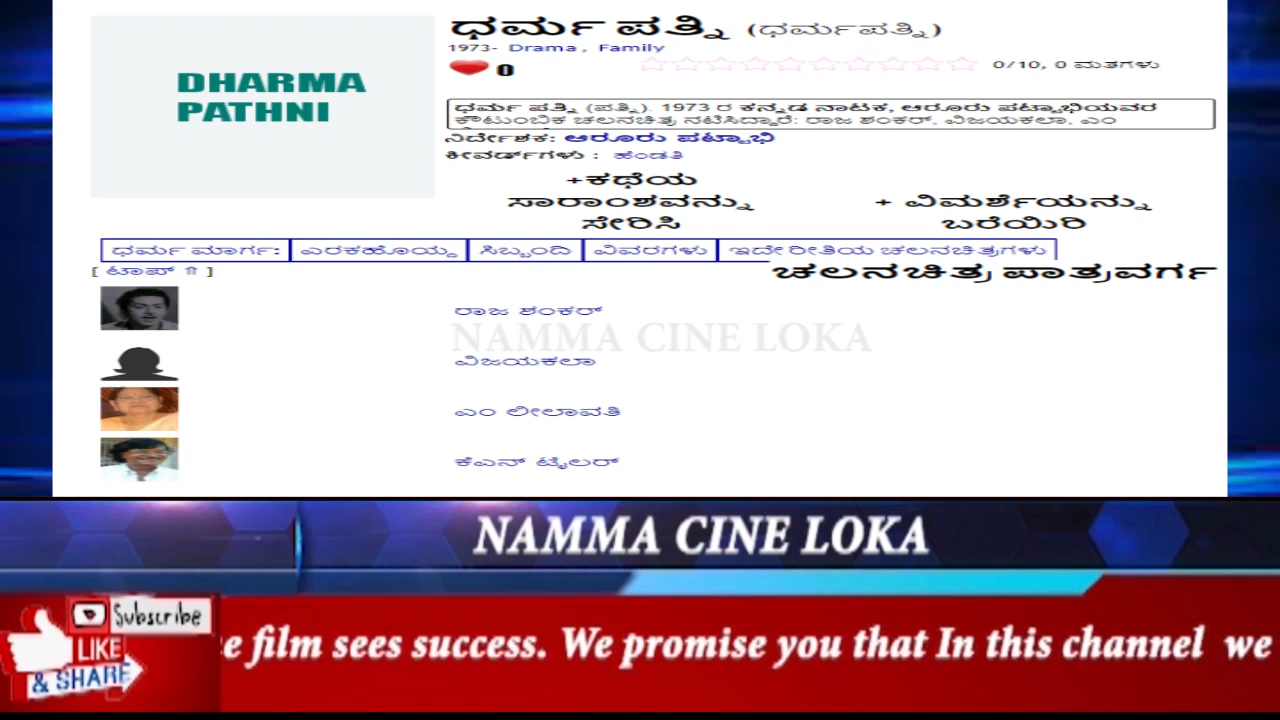 DHARMA
PATHNI
ಧರ್ಮ ಪತ್ನಿ (ಧರ್ಮಪತ್ನಿ)
1973- Drama , Family
0
0/10, 0 ಮತಗಳು
ಧರ್ಮ ಪತ್ನಿ (ಪತ್ನಿ). 1973 ರ ಕನ್ನಡ ನಾಟಕ, ಆರೂರು ಪಟ್ಟಾಭಿಯವರ
ಕೌಟುಂಬಿಕ ಚಲನಚಿತ್ರ ನಟಿಸಿದ್ದಾರೆ: ರಾಜ ಶಂಕರ್, ವಿಜಯಕಲಾ, ಎಂ
ನಿರ್ದೇಶಕ: ಆರೂರು ಪಟ್ಟಾಭಿ
ಕೀವರ್ಡ್‌ಗಳು : ಹಂಡತಿ
+ಕಥೆಯ
ಸಾರಾಂಶವನ್ನು
ಸೇರಿಸಿ
+ ವಿಮರ್ಶೆಯನ್ನು
ಬರೆಯಿರಿ
ಧರ್ಮ ಮಾರ್ಗ: ಎರಕಹೊಯ್ದ ಸಿಬ್ಬಂದಿ ವಿವರಗಳು ಇದೇ ರೀತಿಯ ಚಲನಚಿತ್ರಗಳು
[ ಟಾಪ್ ⇑ ]
ಚಲನಚಿತ್ರ ಪಾತ್ರವರ್ಗ
ರಾಜ ಶಂಕರ್
NAMMA CINE LOKA
ವಿಜಯಕಲಾ
ಎಂ ಲೀಲಾವತಿ
ಕೆಎನ್ ಟೈಲರ್
NAMMA CINE LOKA
Subscribe
LIKE
& SHARE
e film sees success. We promise you that In this channel we